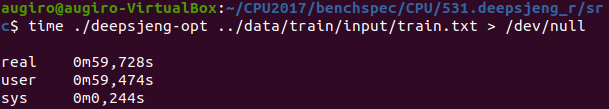 augiro@augiro-VirtualBox:~/CPU2017/benchspec/CPU/531.deepsjeng_r/sr
c$ time ./deepsjeng-opt ../data/train/input/train.txt > /dev/null
real 0m59,728s
user 0m59,474s
sys 0m0,244s